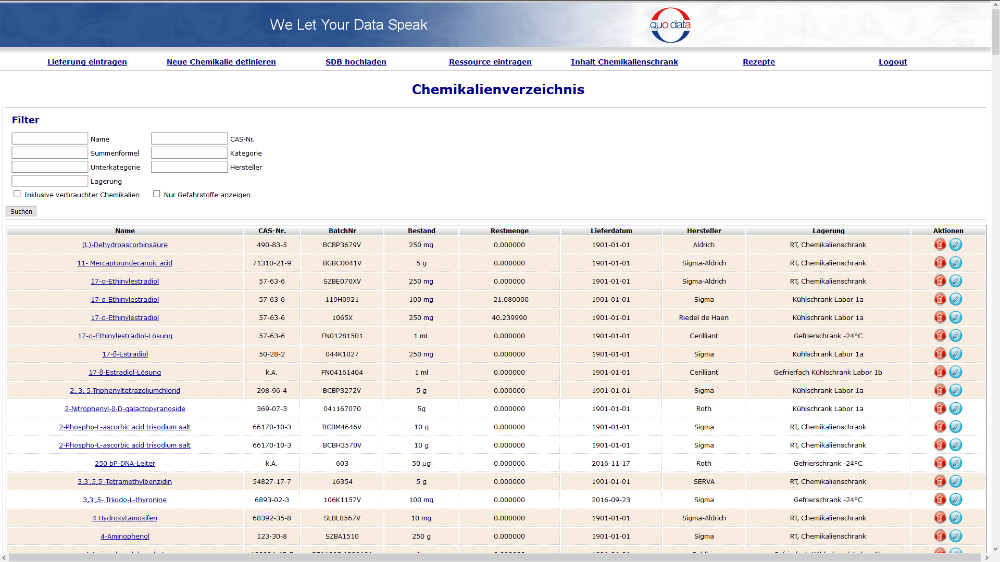 We Let Your Data Speak
quo data
Lieferung eintragen Neue Chemikalie definieren SDB hochladen Ressource eintragen Inhalt Chemikalienschrank Rezepte Logout
Chemikalienverzeichnis
Filter
Name CAS-Nr.
Summenformel Kategorie
Unterkategorie Hersteller
Lagerung
Inklusive verbrauchter Chemikalien Nur Gefahrstoffe anzeigen
Suchen
Name CAS-Nr. BatchNr Bestand Restmenge Lieferdatum Hersteller Lagerung Aktionen
(L)-Dehydroascorbinsäure 490-83-5 BCBP3679V 250 mg 0.000000 1901-01-01 Aldrich RT, Chemikalienschrank
11- Mercaptoundecanoic acid 71310-21-9 BGBC0041V 5 g 0.000000 1901-01-01 Sigma-Aldrich RT, Chemikalienschrank
17-α-Ethinylestradiol 57-63-6 SZBE070XV 250 mg 0.000000 1901-01-01 Sigma-Aldrich RT, Chemikalienschrank
17-α-Ethinylestradiol 57-63-6 119H0921 100 mg -21.080000 1901-01-01 Sigma Kühlschrank Labor 1a
17-α-Ethinylestradiol 57-63-6 1065X 250 mg 40.239990 1901-01-01 Riedel de Haen Kühlschrank Labor 1a
17-α-Ethinylestradiol-Lösung 57-63-6 FN01281501 1 mL 0.000000 1901-01-01 Cerilliant Gefrierschrank -24°C
17-β-Estradiol 50-28-2 044K1027 250 mg 0.000000 1901-01-01 Sigma Kühlschrank Labor 1a
17-β-Estradiol-Lösung k.A. FN04161404 1 ml 0.000000 1901-01-01 Cerilliant Gefrierfach Kühlschrank Labor 1b
2, 3, 5-Triphenyltetrazoliumchlorid 298-96-4 BCBP3272V 5 g 0.000000 1901-01-01 Sigma Kühlschrank Labor 1a
2-Nitrophenyl-β-D-galactopyranoside 369-07-3 041167070 5g 0.000000 1901-01-01 Roth Kühlschrank Labor 1a
2-Phospho-L-ascorbic acid trisodium salt 66170-10-3 BCBM4646V 10 g 0.000000 1901-01-01 Sigma RT, Chemikalienschrank
2-Phospho-L-ascorbic acid trisodium salt 66170-10-3 BCBH3570V 10 g 0.000000 1901-01-01 Sigma RT, Chemikalienschrank
250 bP-DNA-Leiter k.A. 603 50 µg 0.000000 2016-11-17 Roth Gefrierschrank -24°C
3,3',5,5'-Tetramethylbenzidin 54827-17-7 16354 5 g 0.000000 1901-01-01 SERVA RT, Chemikalienschrank
3,3',5- Triiodo-L-thyronine 6893-02-3 106K1157V 100 mg 0.000000 2016-09-23 Sigma Gefrierschrank -24°C
4 Hydroxytamoxifen 68392-35-8 SLBL8567V 10 mg 0.000000 1901-01-01 Sigma-Aldrich RT, Chemikalienschrank
4-Aminophenol 123-30-8 SZBA1510 250 g 0.000000 1901-01-01 Sigma RT, Chemikalienschrank